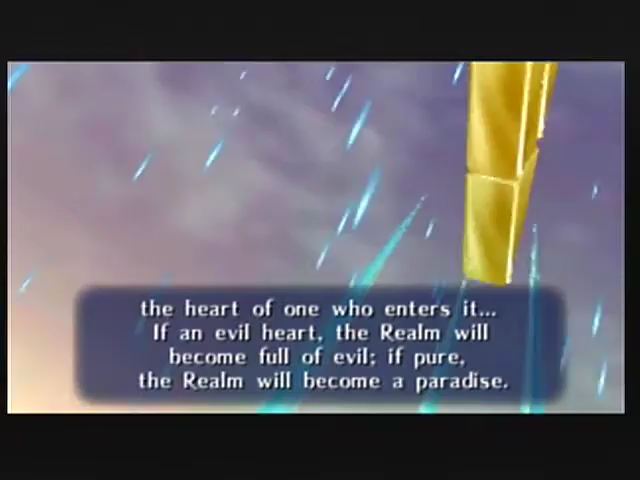 the heart of one who enters it...
If an evil heart, the Realm will
become full of evil; if pure,
the Realm will become a paradise.